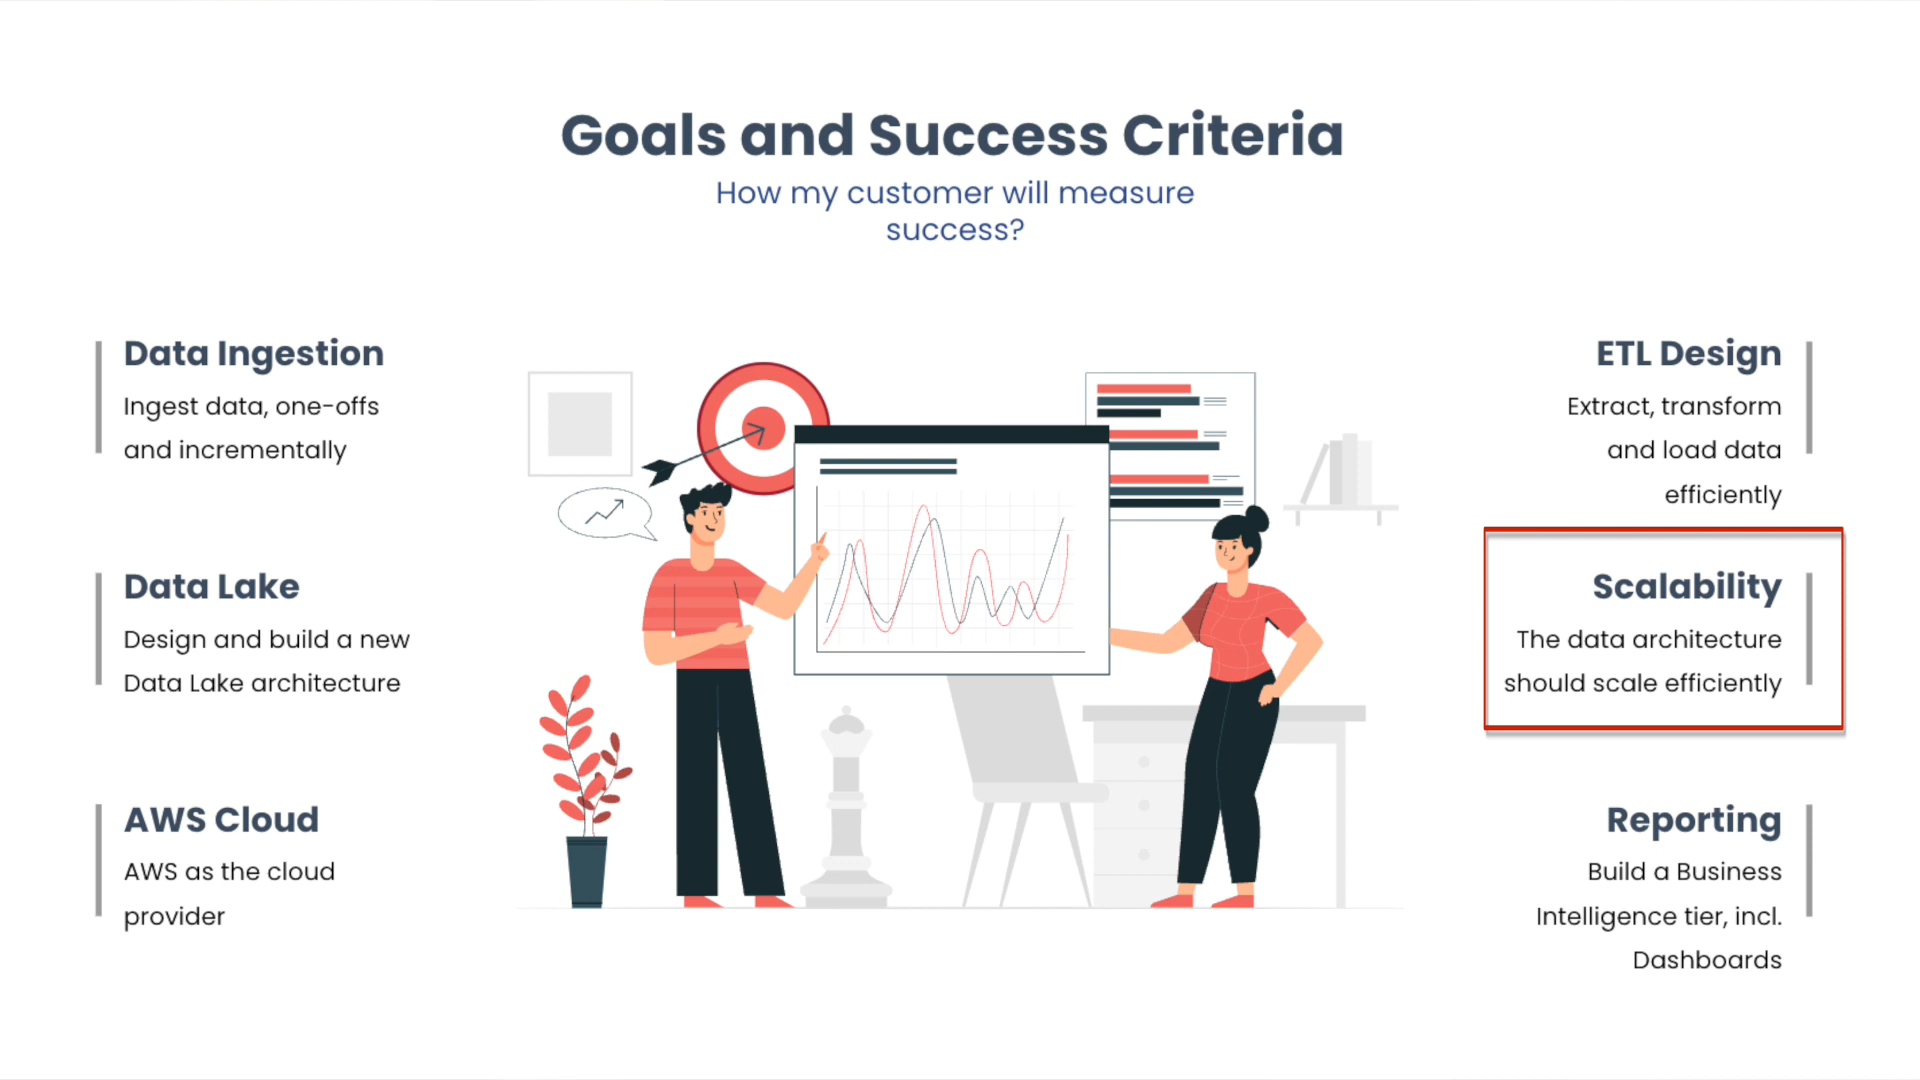 Goals and Success Criteria
How my customer will measure
success?
Data Ingestion
Ingest data, one-offs
and incrementally
Data Lake
Design and build a new
Data Lake architecture
AWS Cloud
AWS as the cloud
provider
ETL Design
Extract, transform
and load data
efficiently
Scalability
The data architecture
should scale efficiently
Reporting
Build a Business
Intelligence tier, incl.
Dashboards